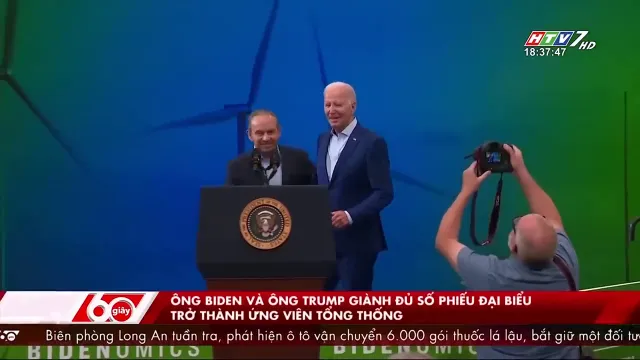 HTV7 HD
18:37:47
60 giây
ÔNG BIDEN VÀ ÔNG TRUMP GIÀNH ĐỦ SỐ PHIẾU ĐẠI BIỂU
TRỞ THÀNH ỨNG VIÊN TỔNG THỐNG
Biên phòng Long An tuần tra, phát hiện ô tô vận chuyển 6.000 gói thuốc lá lậu, bắt giữ một đối
BIDENOMICS BIDENOMICS